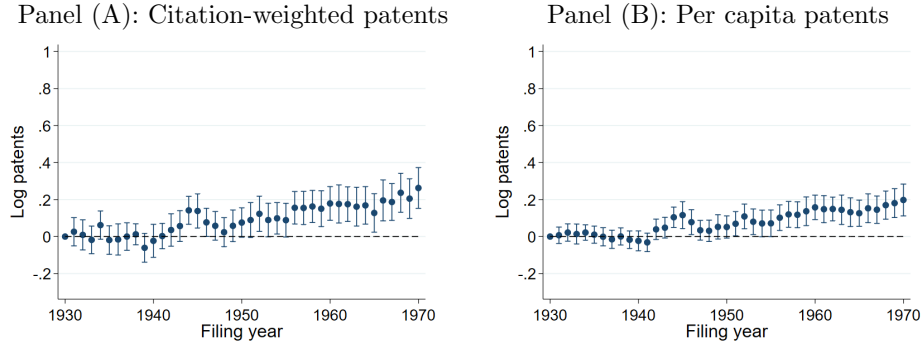 Panel (A): Citation-weighted patents
1
.8
.6
.4
.2
0
-.2
Log patents
1930 1940 1950 1960 1970
Filing year
Panel (B): Per capita patents
1
.8
.6
.4
.2
0
-.2
Log patents
1930 1940 1950 1960 1970
Filing year